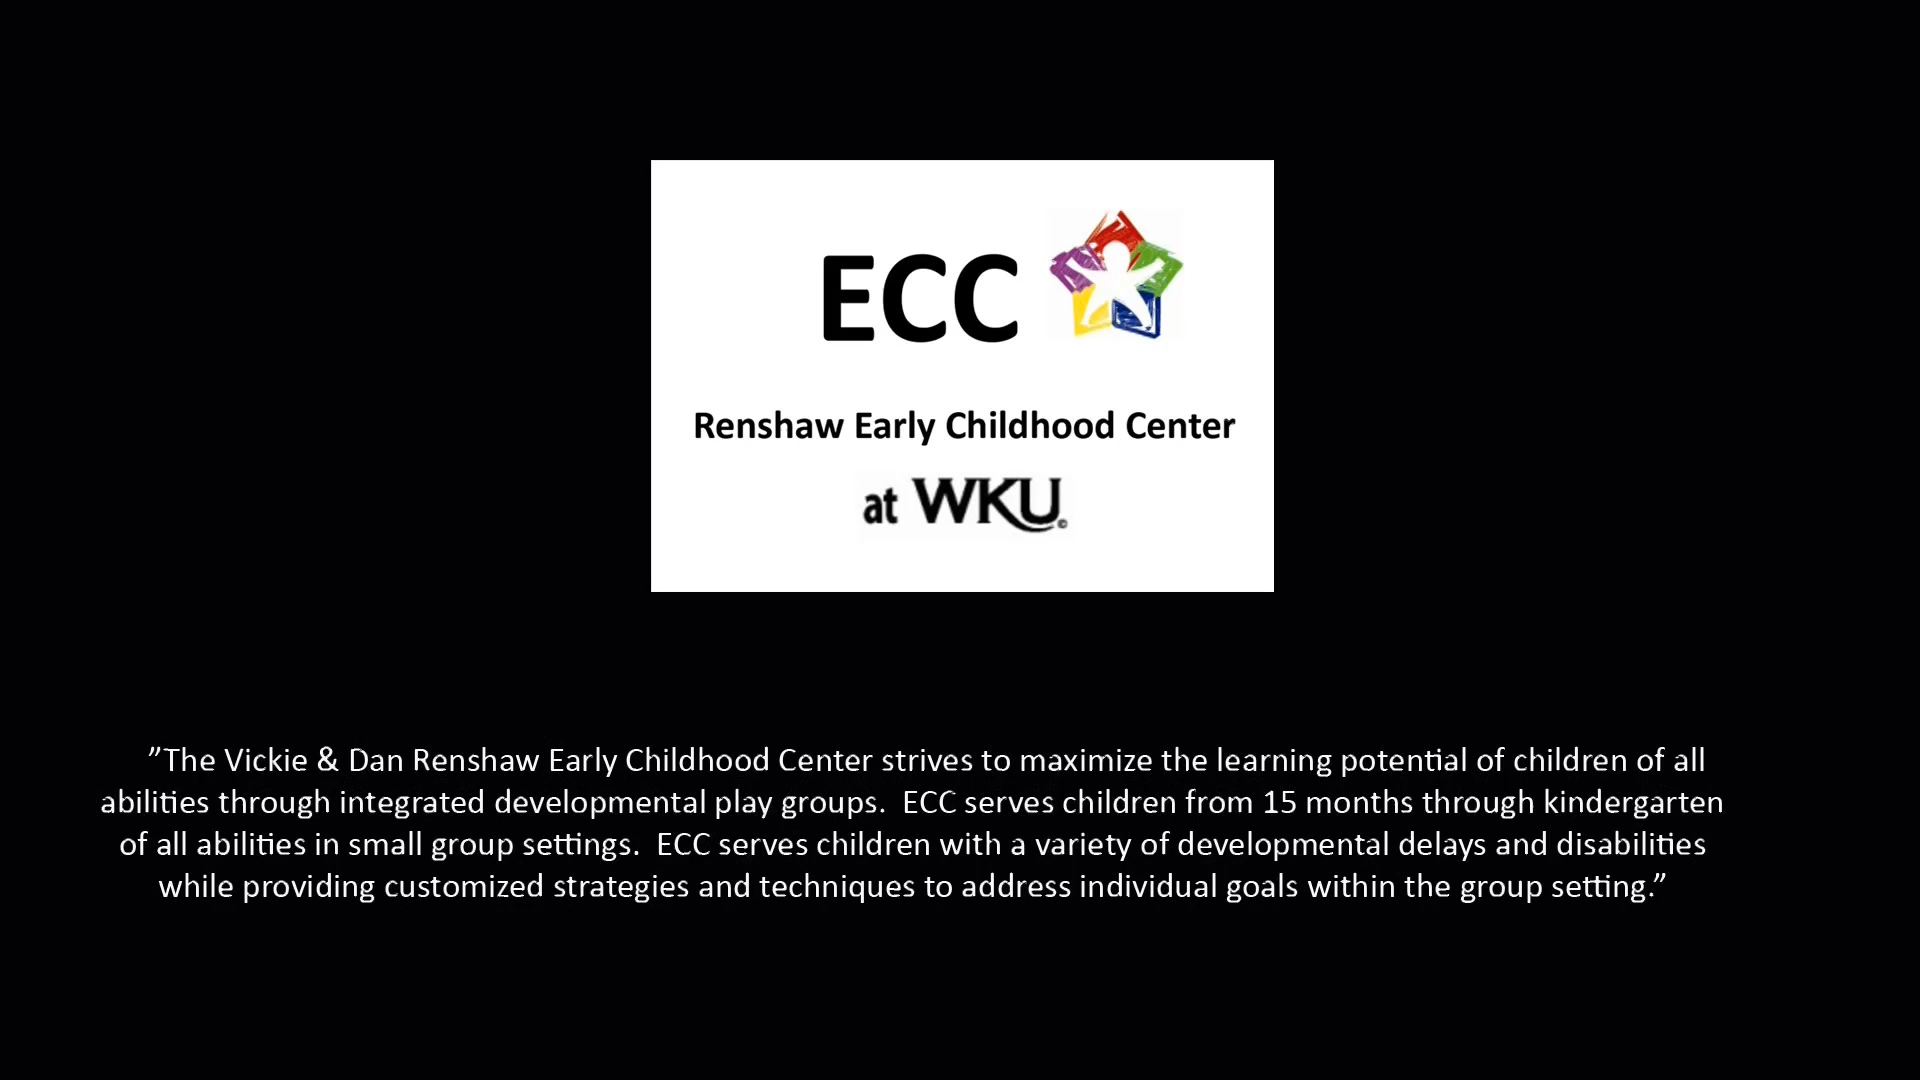 ECC
Renshaw Early Childhood Center
at WKU©
”The Vickie & Dan Renshaw Early Childhood Center strives to maximize the learning potential of children of all
abilities through integrated developmental play groups.  ECC serves children from 15 months through kindergarten
of all abilities in small group settings.  ECC serves children with a variety of developmental delays and disabilities
while providing customized strategies and techniques to address individual goals within the group setting.”